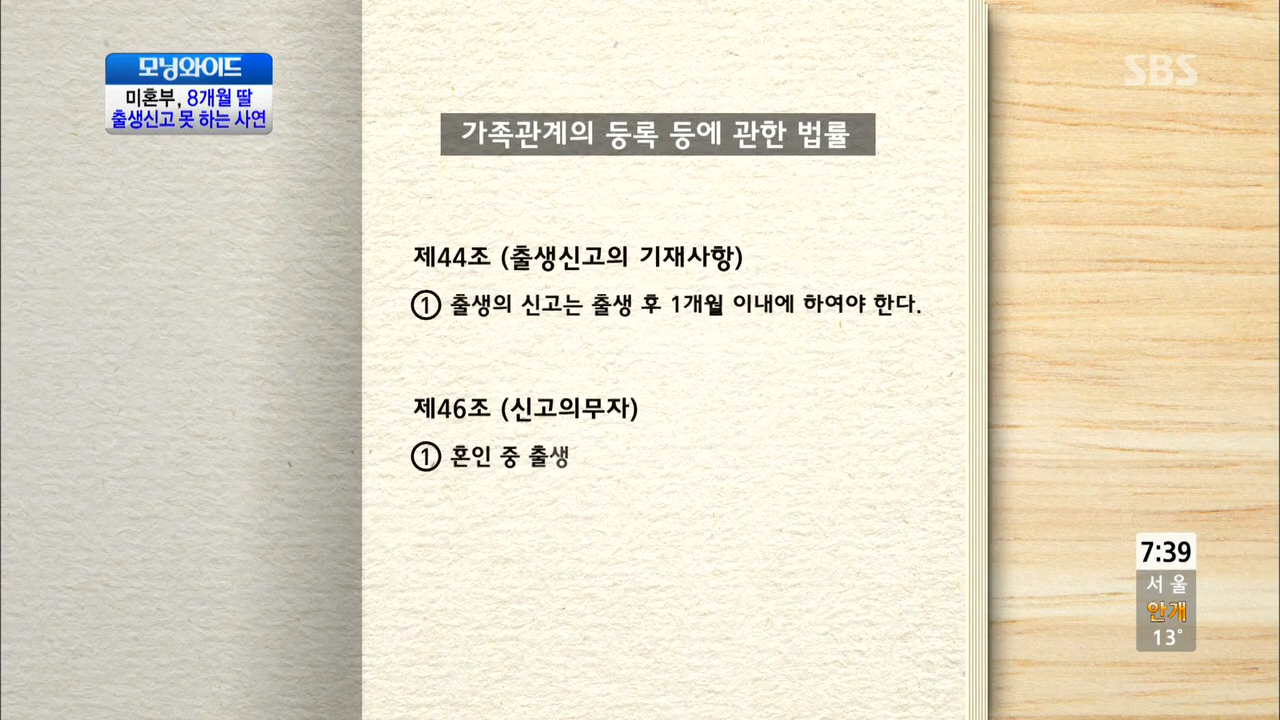 모닝와이드
미혼부, 8개월 딸
출생신고 못 하는 사연
SBS
가족관계의 등록 등에 관한 법률
제44조 (출생신고의 기재사항)
① 출생의 신고는 출생 후 1개월 이내에 하여야 한다.
제46조 (신고의무자)
① 혼인 중 출생
7:39
서울
안개
13°